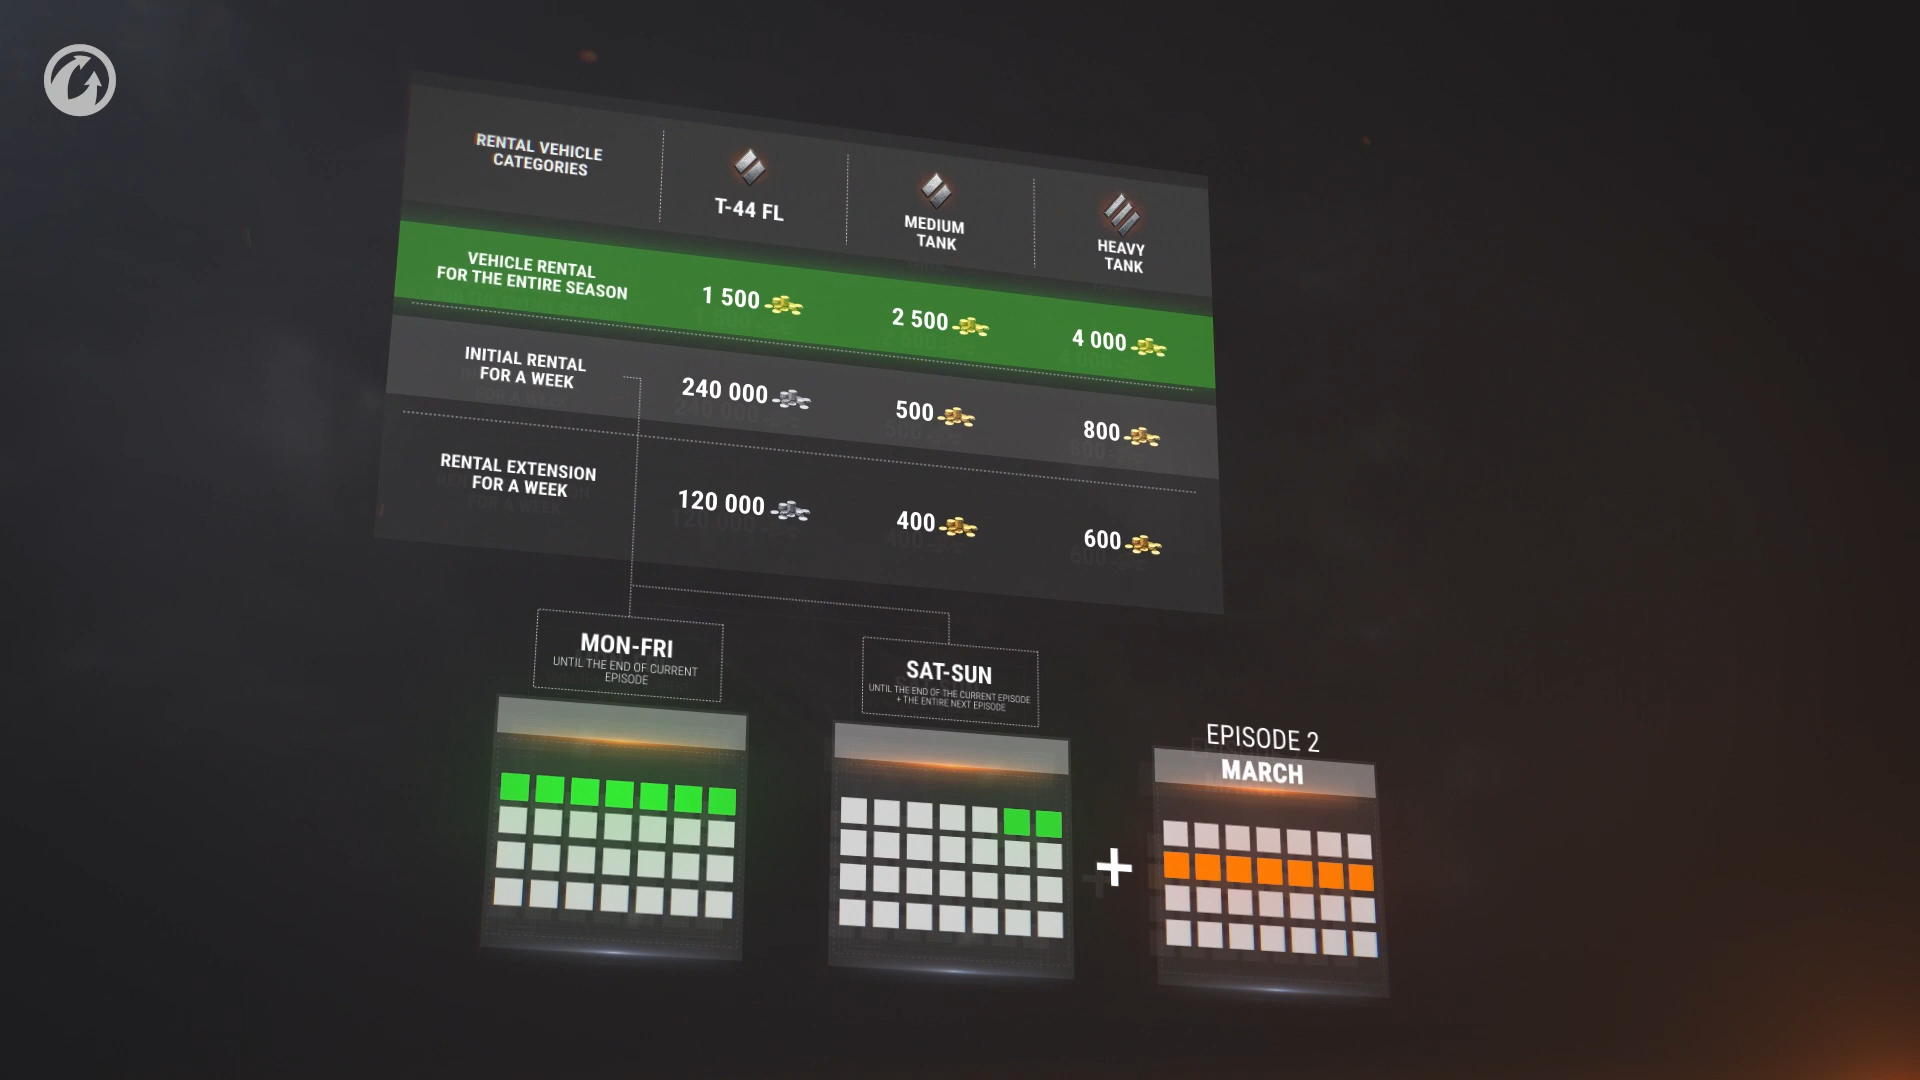 RENTAL VEHICLE
CATEGORIES
T-44 FL
MEDIUM
TANK
HEAVY
TANK
VEHICLE RENTAL
FOR THE ENTIRE SEASON
1 500
2 500
4 000
INITIAL RENTAL
FOR A WEEK
240 000
500
800
RENTAL EXTENSION
FOR A WEEK
120 000
400
600
MON-FRI
UNTIL THE END OF CURRENT
EPISODE
SAT-SUN
UNTIL THE END OF THE CURRENT EPISODE
+ THE ENTIRE NEXT EPISODE
EPISODE 2
MARCH
+